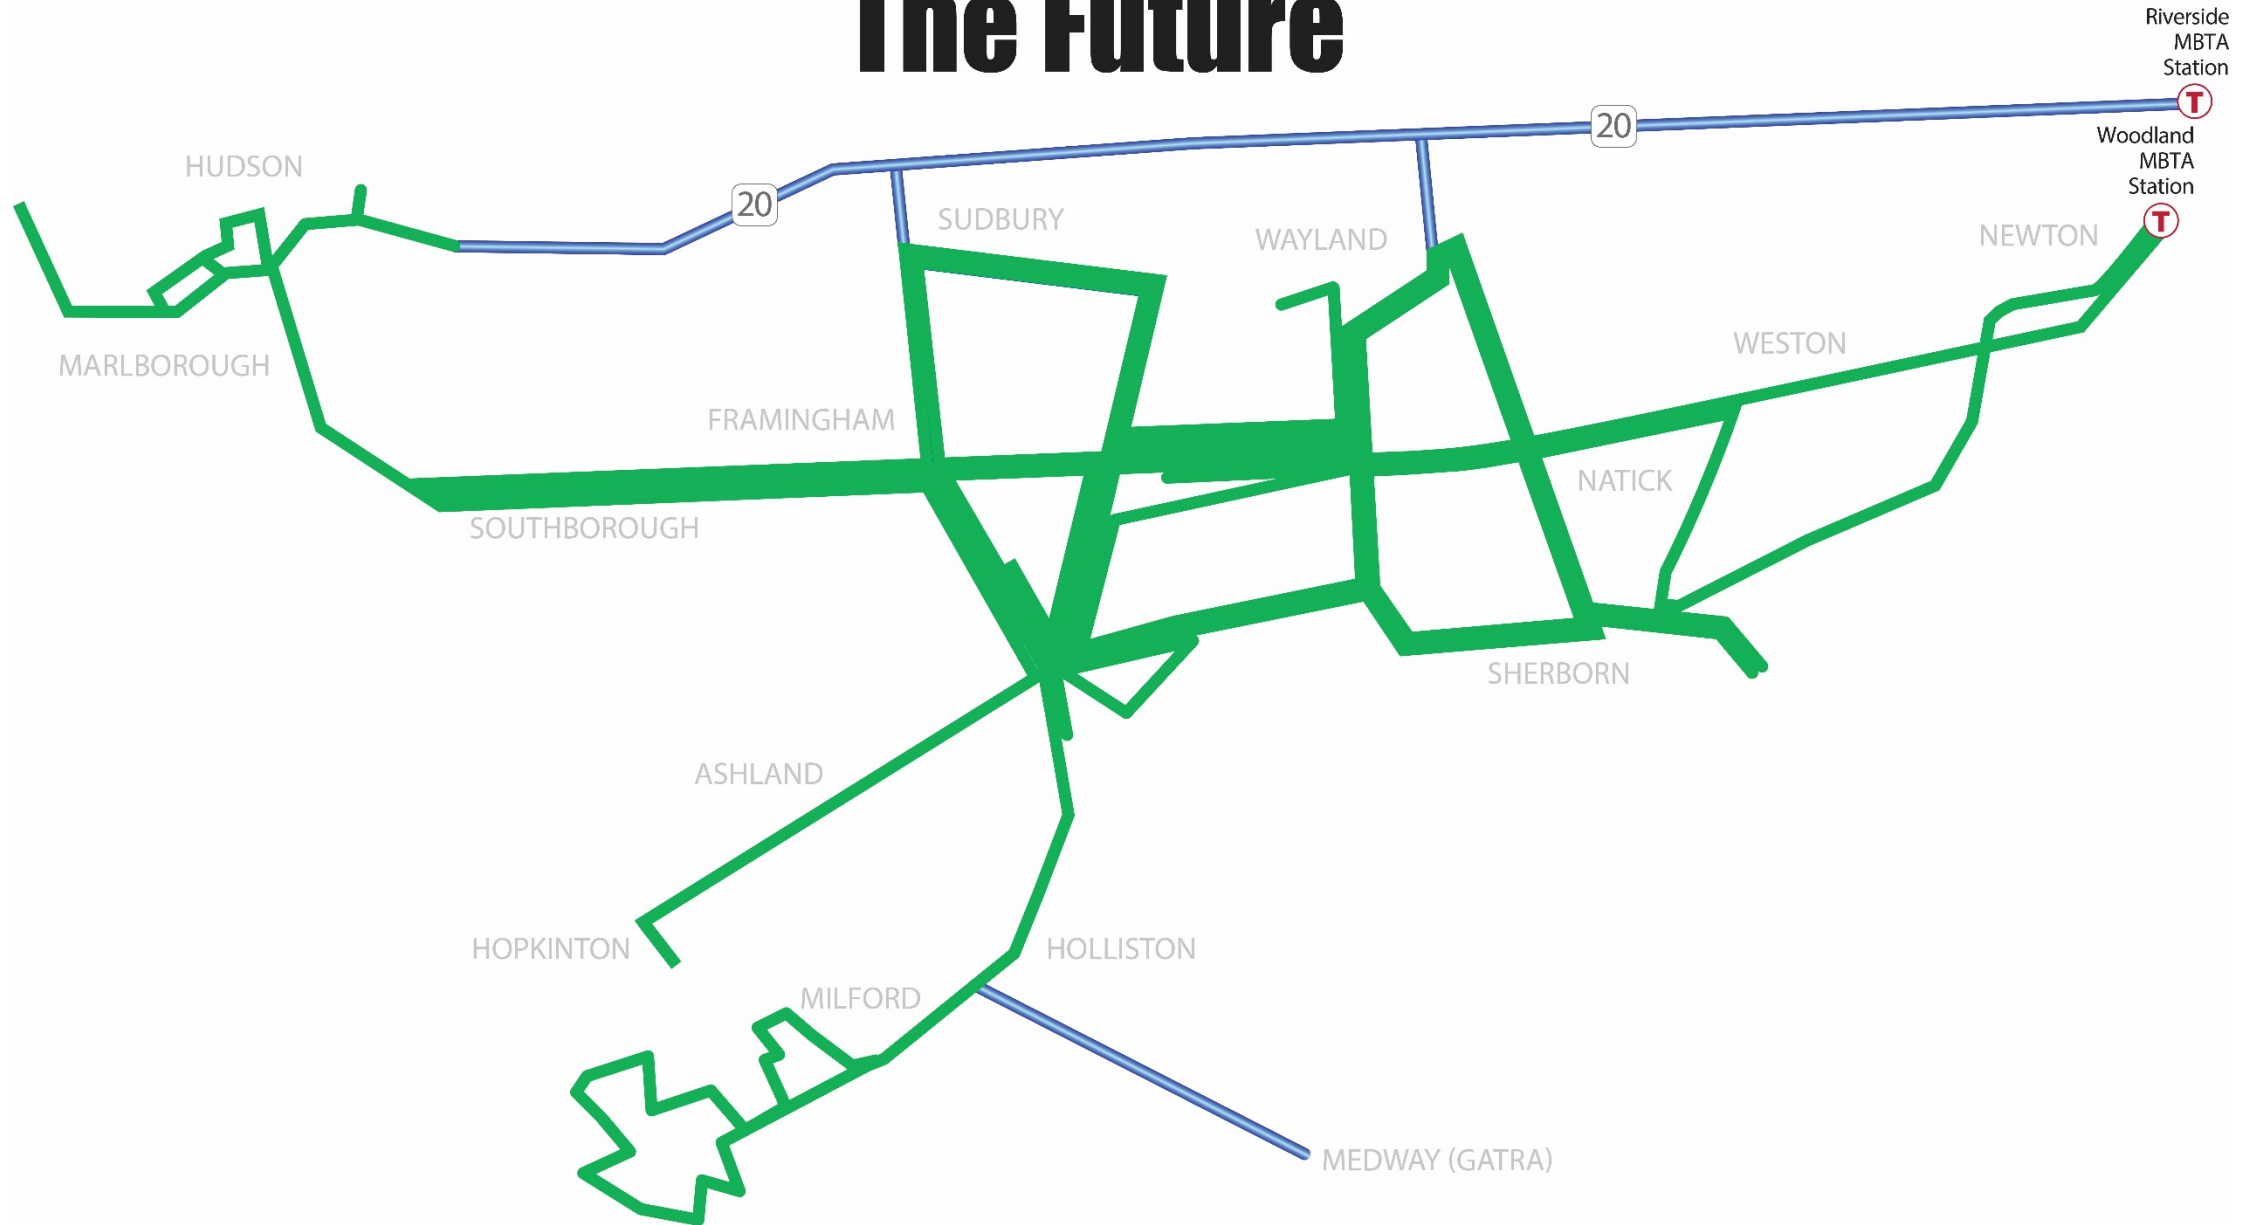 The Future
Riverside
MBTA
Station
T
20
Woodland
MBTA
Station
T
HUDSON
20
SUDBURY
WAYLAND
NEWTON
MARLBOROUGH
WESTON
FRAMINGHAM
NATICK
SOUTHBOROUGH
SHERBORN
ASHLAND
HOPKINTON
HOLLISTON
MILFORD
MEDWAY (GATRA)